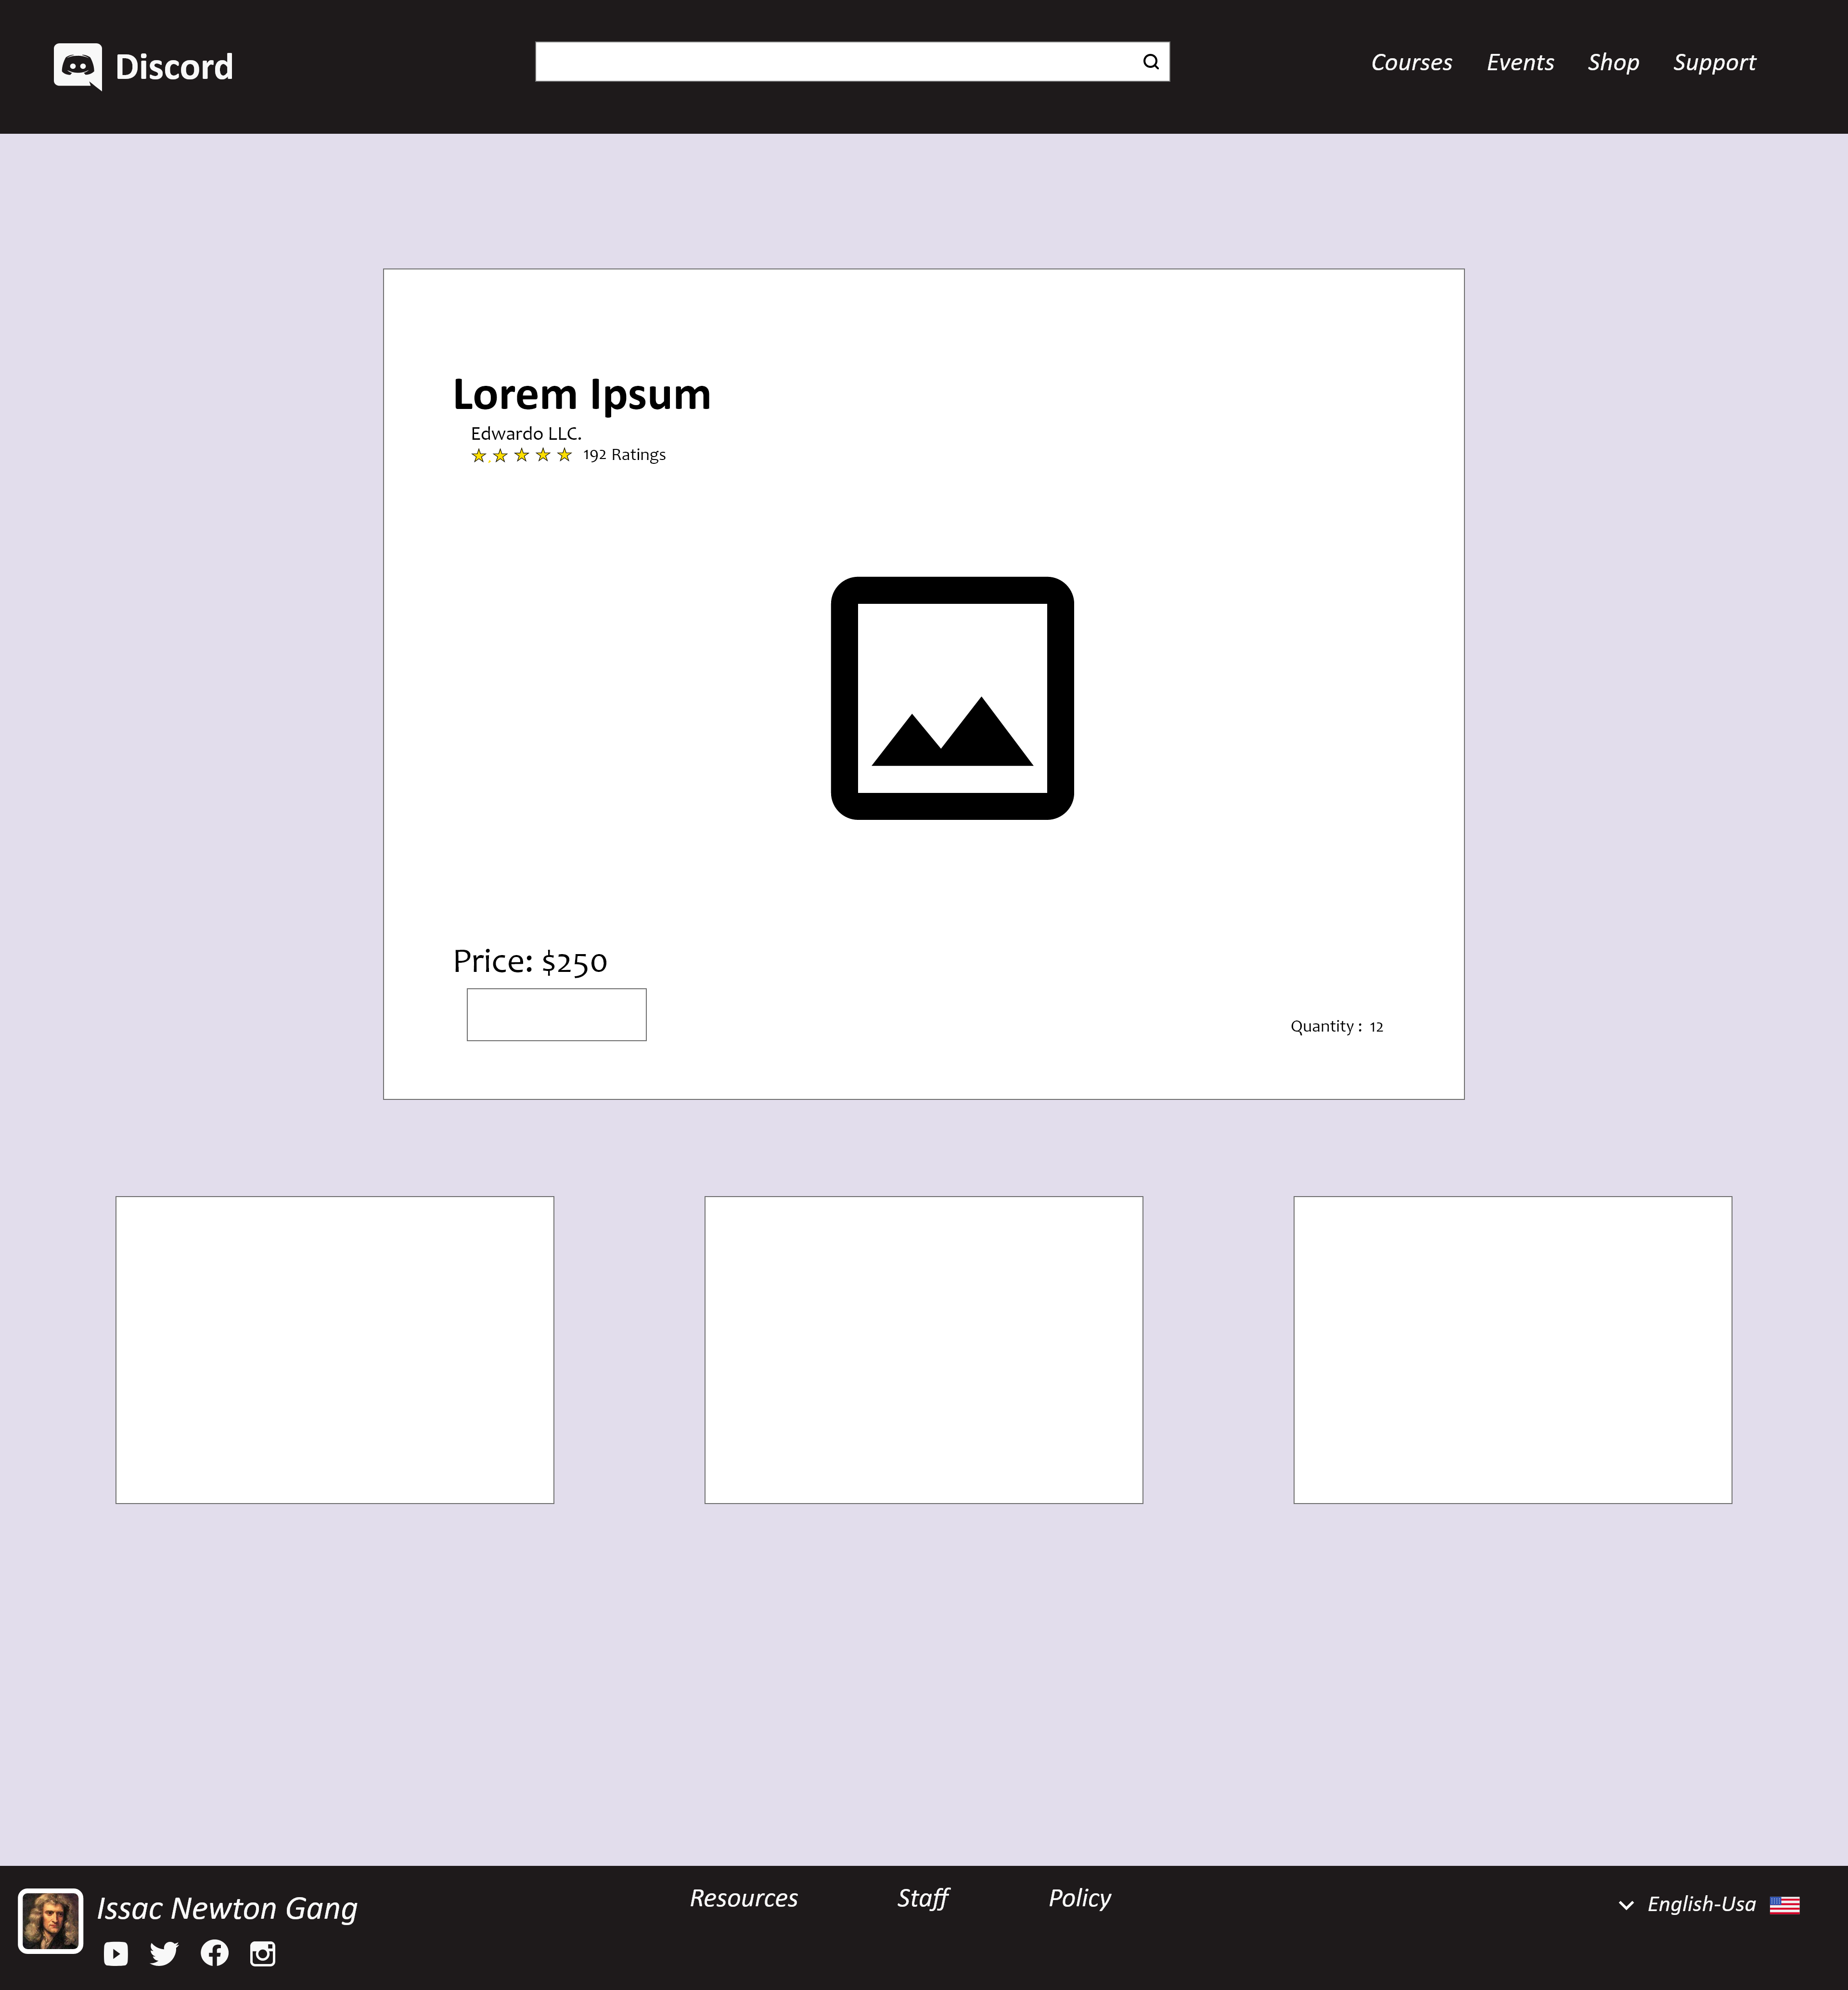 Discord
Courses Events Shop Support
Lorem Ipsum
Edwardo LLC.
192 Ratings
Price: $250
Quantity : 12
Issac Newton Gang
Resources Staff Policy
English-Usa